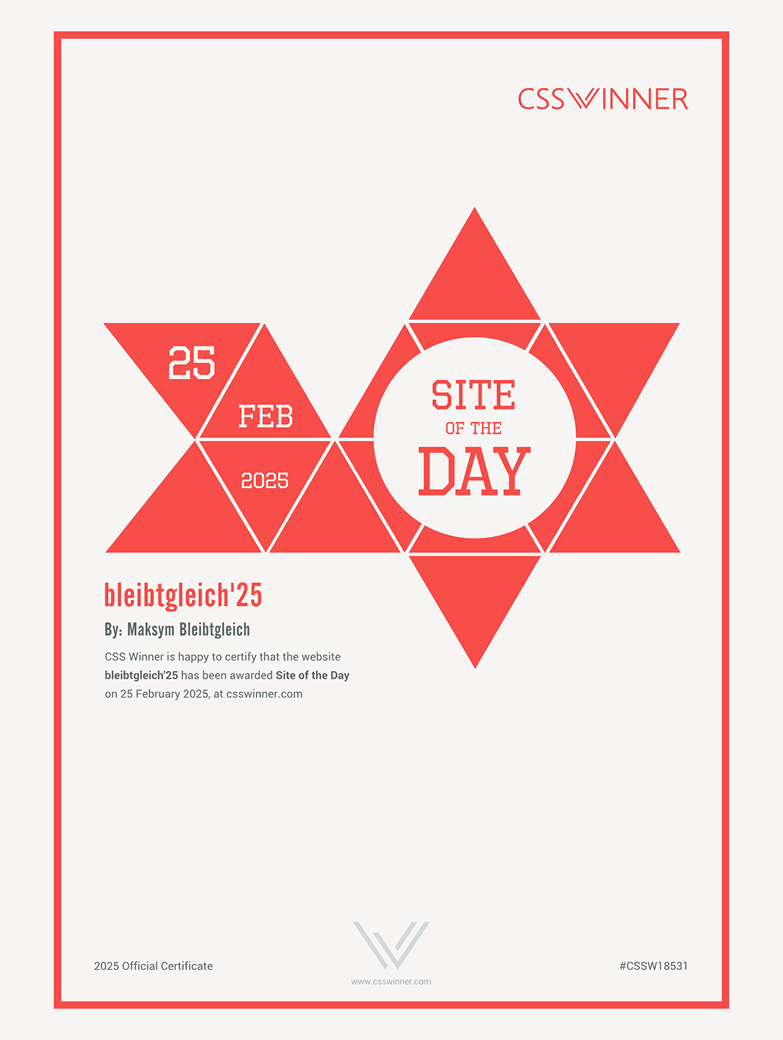 CSSWINNER
25
FEB
2025
SITE
OF THE
DAY
bleibtgleich'25
By: Maksym Bleibtgleich
CSS Winner is happy to certify that the website
bleibtgleich'25 has been awarded Site of the Day
on 25 February 2025, at csswinner.com
www.csswinner.com
2025 Official Certificate
#CSSW18531